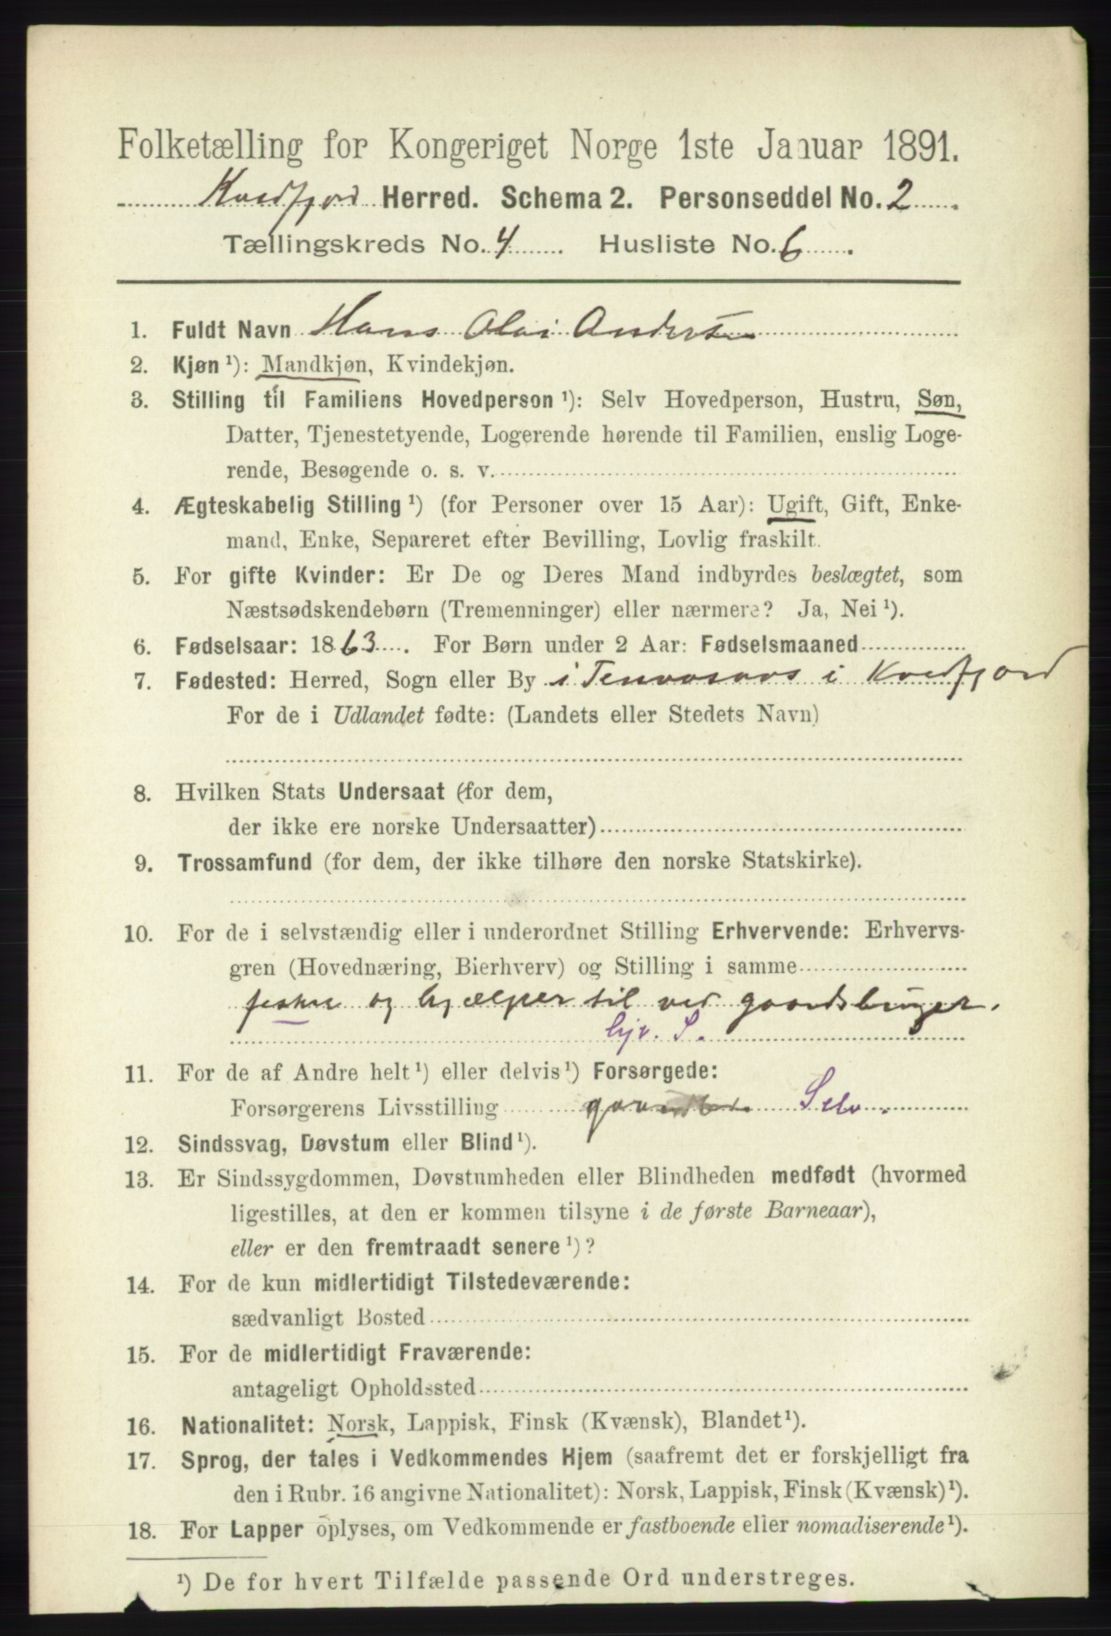 Folketælling for Kongeriget Norge 1ste Januar 1891.
Kvedfjord Herred. Schema 2. Personseddel No. 2
Tællingskreds No. 4 Husliste No. 6.
1. Fuldt Navn Hans Olai Andersen
2. Kjøn ¹): Mandkjøn, Kvindekjøn.
3. Stilling til Familiens Hovedperson ¹): Selv Hovedperson, Hustru, Søn,
Datter, Tjenestetyende, Logerende hørende til Familien, enslig Loge-
rende, Besøgende o. s. v.
4. Ægteskabelig Stilling ¹) (for Personer over 15 Aar): Ugift, Gift, Enke-
mand, Enke, Separeret efter Bevilling, Lovlig fraskilt.
5. For gifte Kvinder: Er De og Deres Mand indbyrdes beslægtet, som
Næstsødskendebørn (Tremenninger) eller nærmere? Ja, Nei ¹).
6. Fødselsaar: 1863. For Børn under 2 Aar: Fødselsmaaned
7. Fødested: Herred, Sogn eller By i i Kvedfjord
For de i Udlandet fødte: (Landets eller Stedets Navn)
8. Hvilken Stats Undersaat (for dem,
der ikke ere norske Undersaatter)
9. Trossamfund (for dem, der ikke tilhøre den norske Statskirke).
10. For de i selvstændig eller i underordnet Stilling Erhvervende: Erhvervs-
gren (Hovednæring, Bierhverv) og Stilling i samme
fisker og hjælper til ved gaardsbruget.
hjv. S.
11. For de af Andre helt ¹) eller delvis ¹) Forsørgede:
Forsørgerens Livsstilling Selv.
12. Sindssvag, Døvstum eller Blind ¹).
13. Er Sindssygdommen, Døvstumheden eller Blindheden medfødt (hvormed
ligestilles, at den er kommen tilsyne i de første Barneaar),
eller er den fremtraadt senere ¹)?
14. For de kun midlertidigt Tilstedeværende:
sædvanligt Bosted
15. For de midlertidigt Fraværende:
antageligt Opholdssted
16. Nationalitet: Norsk, Lappisk, Finsk (Kvænsk), Blandet ¹).
17. Sprog, der tales i Vedkommendes Hjem (saafremt det er forskjelligt fra
den i Rubr. 16 angivne Nationalitet): Norsk, Lappisk, Finsk (Kvænsk) ¹).
18. For Lapper oplyses, om Vedkommende er fastboende eller nomadiserende ¹).
¹) De for hvert Tilfælde passende Ord understreges.